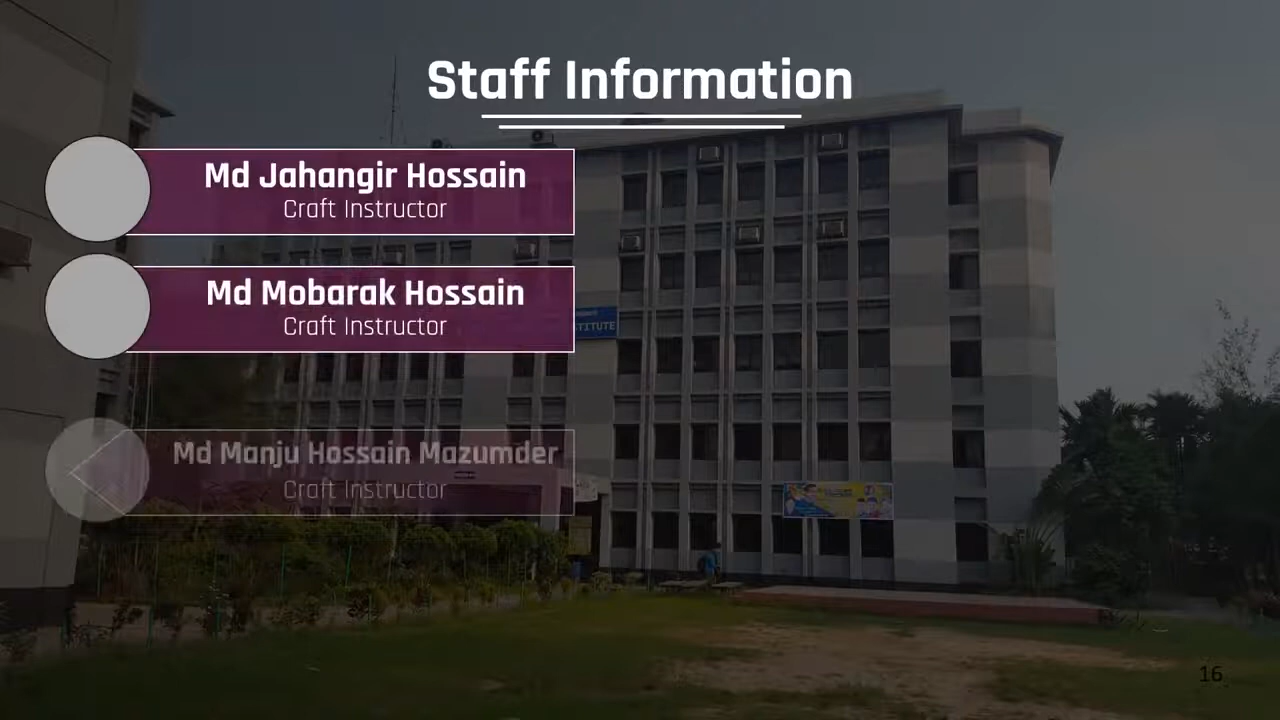 Staff Information
Md Jahangir Hossain
Craft Instructor
Md Mobarak Hossain
Craft Instructor
TITUTE
Md Manju Hossain Mazumder
Craft Instructor
16